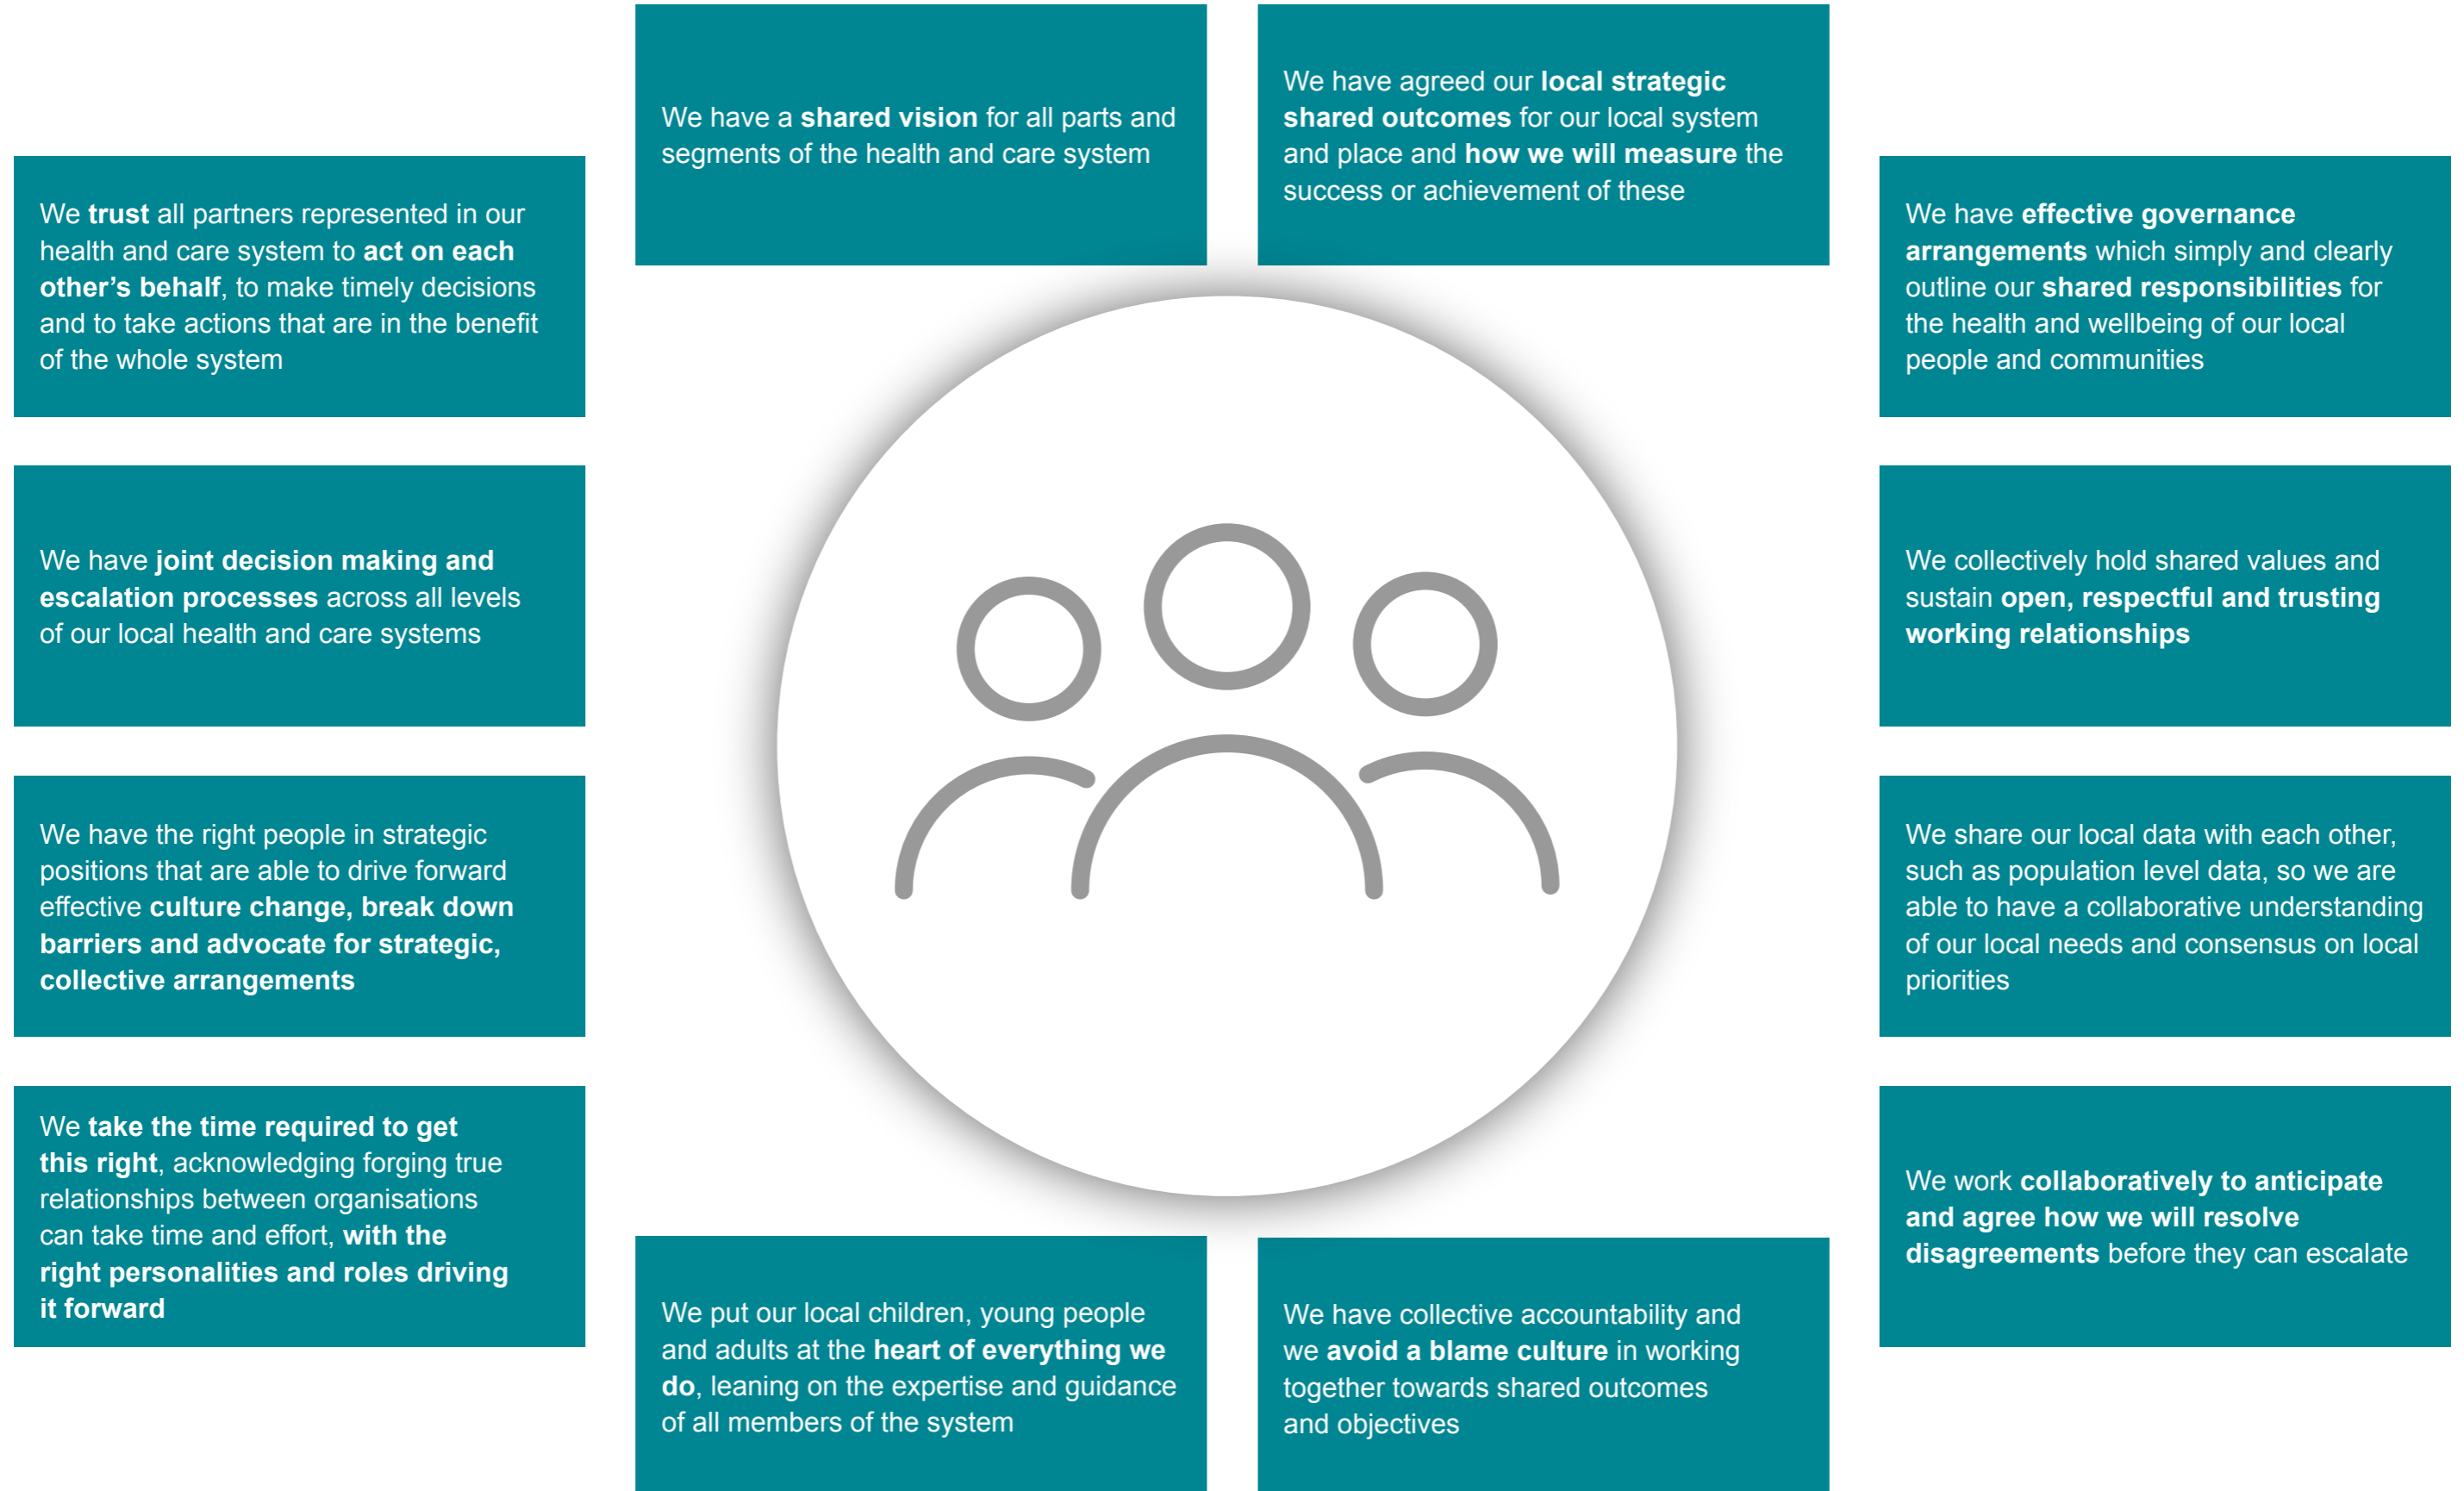 We have a shared vision for all parts and
segments of the health and care system
We have agreed our local strategic
shared outcomes for our local system
and place and how we will measure the
success or achievement of these
We trust all partners represented in our
health and care system to act on each
other’s behalf, to make timely decisions
and to take actions that are in the benefit
of the whole system
We have effective governance
arrangements which simply and clearly
outline our shared responsibilities for
the health and wellbeing of our local
people and communities
We have joint decision making and
escalation processes across all levels
of our local health and care systems
We collectively hold shared values and
sustain open, respectful and trusting
working relationships
We have the right people in strategic
positions that are able to drive forward
effective culture change, break down
barriers and advocate for strategic,
collective arrangements
We share our local data with each other,
such as population level data, so we are
able to have a collaborative understanding
of our local needs and consensus on local
priorities
We take the time required to get
this right, acknowledging forging true
relationships between organisations
can take time and effort, with the
right personalities and roles driving
it forward
We work collaboratively to anticipate
and agree how we will resolve
disagreements before they can escalate
We put our local children, young people
and adults at the heart of everything we
do, leaning on the expertise and guidance
of all members of the system
We have collective accountability and
we avoid a blame culture in working
together towards shared outcomes
and objectives